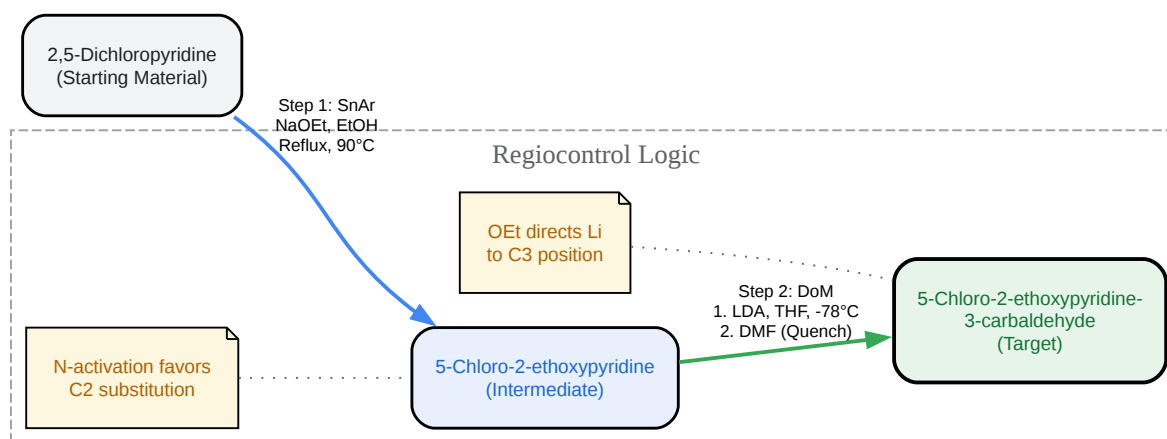 2,5-Dichloropyridine
(Starting Material)
Step 1: SnAr
NaOEt, EtOH
Reflux, 90°C
Regiocontrol Logic
OEt directs Li
to C3 position
Step 2: DoM
1. LDA, THF, -78°C
2. DMF (Quench)
5-Chloro-2-ethoxypyridine-
3-carbaldehyde
(Target)
N-activation favors
C2 substitution
5-Chloro-2-ethoxypyridine
(Intermediate)